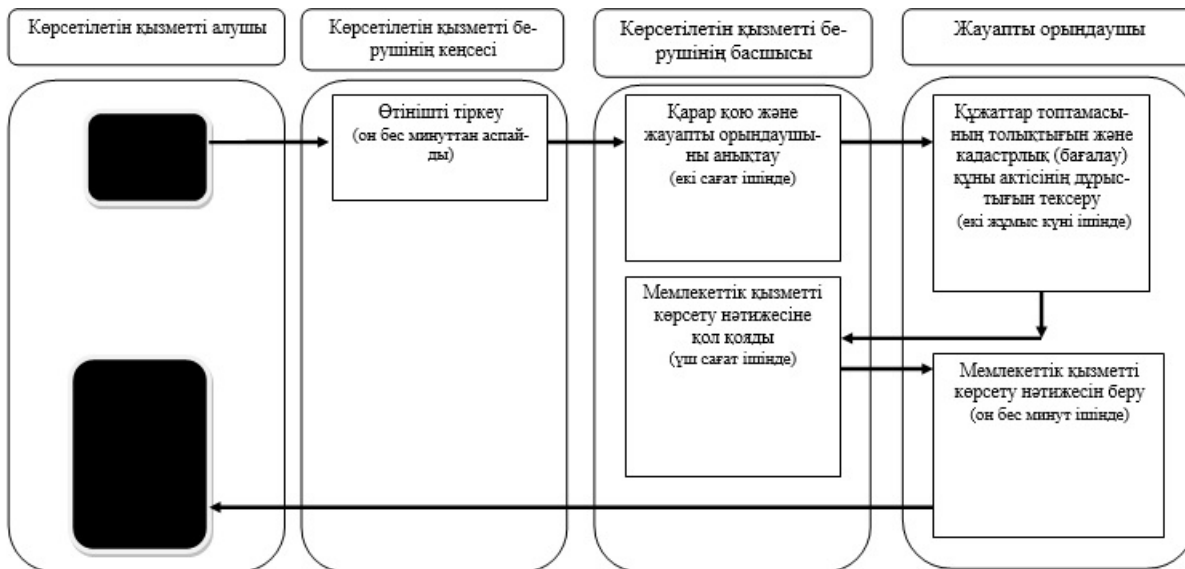 Көрсетілетін қызметті алушы
Көрсетілетін қызметті бе-
рушінің кеңсесі
Көрсетілетін қызметті бе-
рушінің басшысы
Жауапты орындаушы
Өтінішті тіркеу
(он бес минуттан аспай-
ды)
Қарар қою және
жауапты орындаушы-
ны анықтау
(екі сағат ішінде)
Құжаттар топтамасы-
ның толықтығын және
кадастрлық (бағалау)
құны актісінің дұрыс-
тығын тексеру
(екі жұмыс күні ішінде)
Мемлекеттік қызметті
көрсету нәтижесіне
қол қояды
(үш сағат ішінде)
Мемлекеттік қызметті
көрсету нәтижесін беру
(он бес минут ішінде)